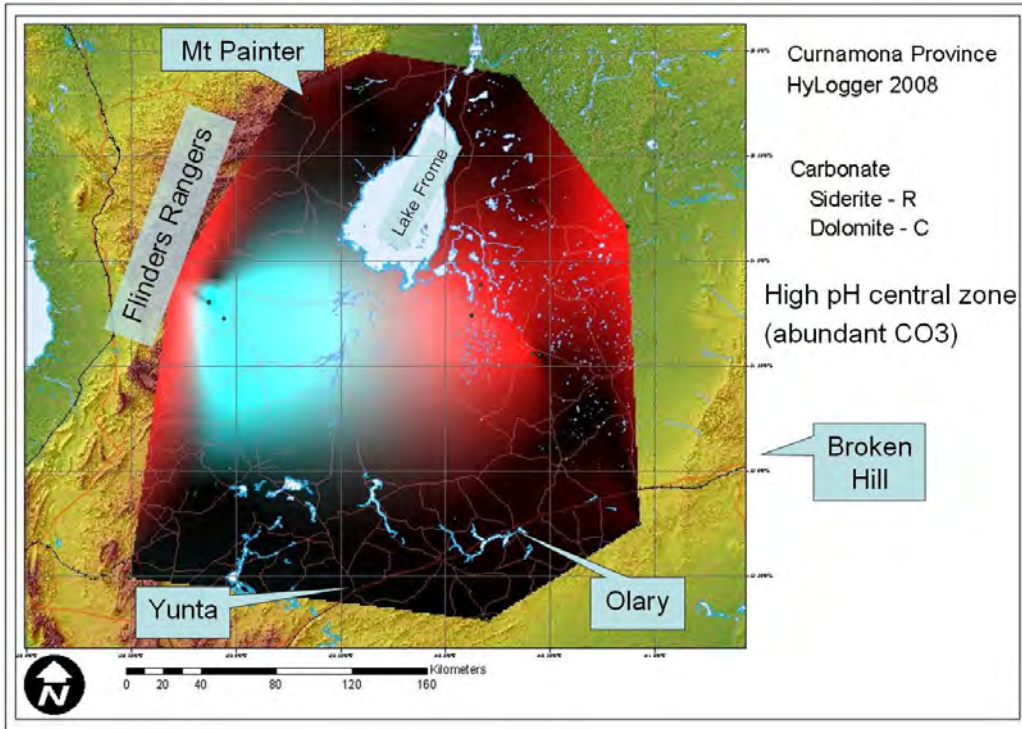 Mt Painter
Curnamona Province
HyLogger 2008
Flinders Rangers
Lake Frome
Carbonate
Siderite - R
Dolomite - C
High pH central zone
(abundant CO3)
Broken
Hill
Yunta
Olary
N
Kilometers
0 20 40 80 120 160